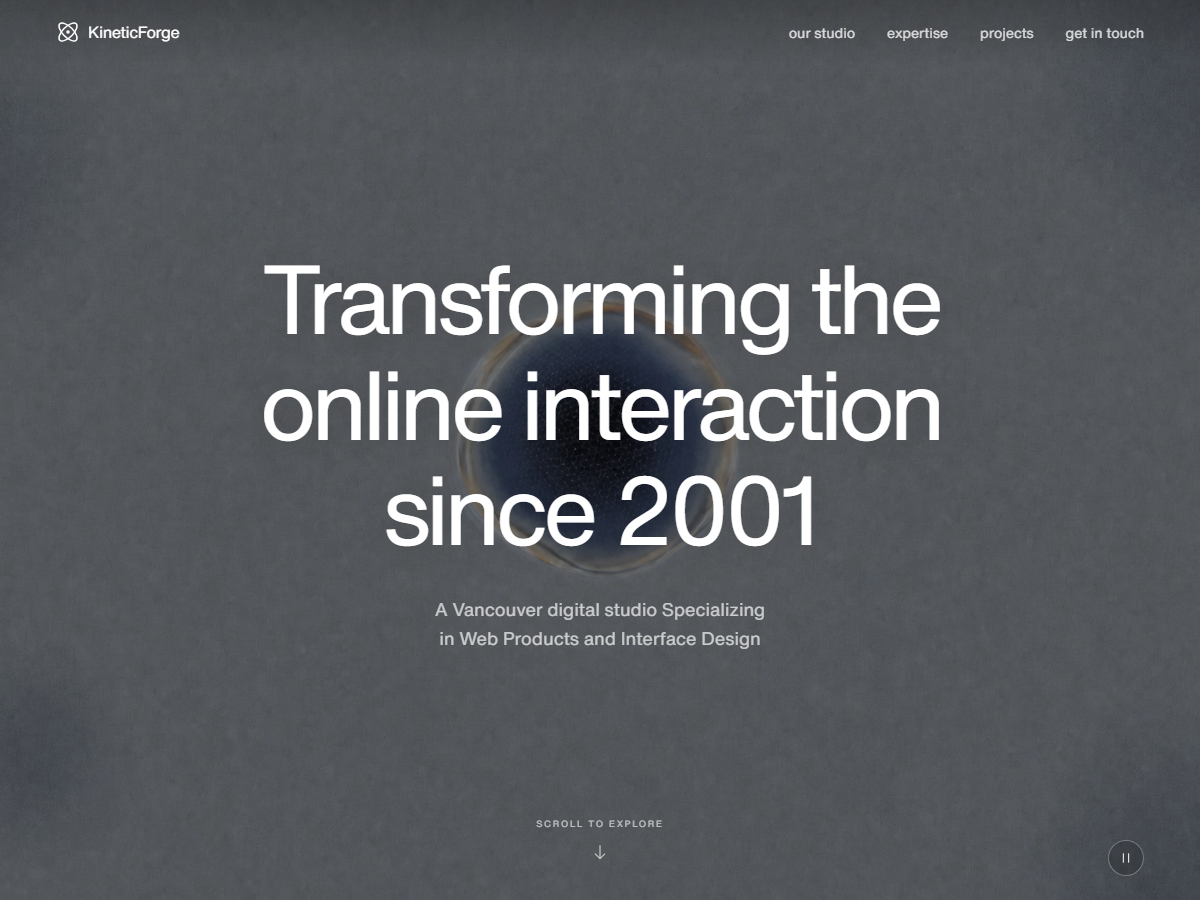 KineticForge
our studio
expertise
projects
get in touch
Transforming the
online interaction
since 2001
A Vancouver digital studio Specializing
in Web Products and Interface Design
SCROLL TO EXPLORE